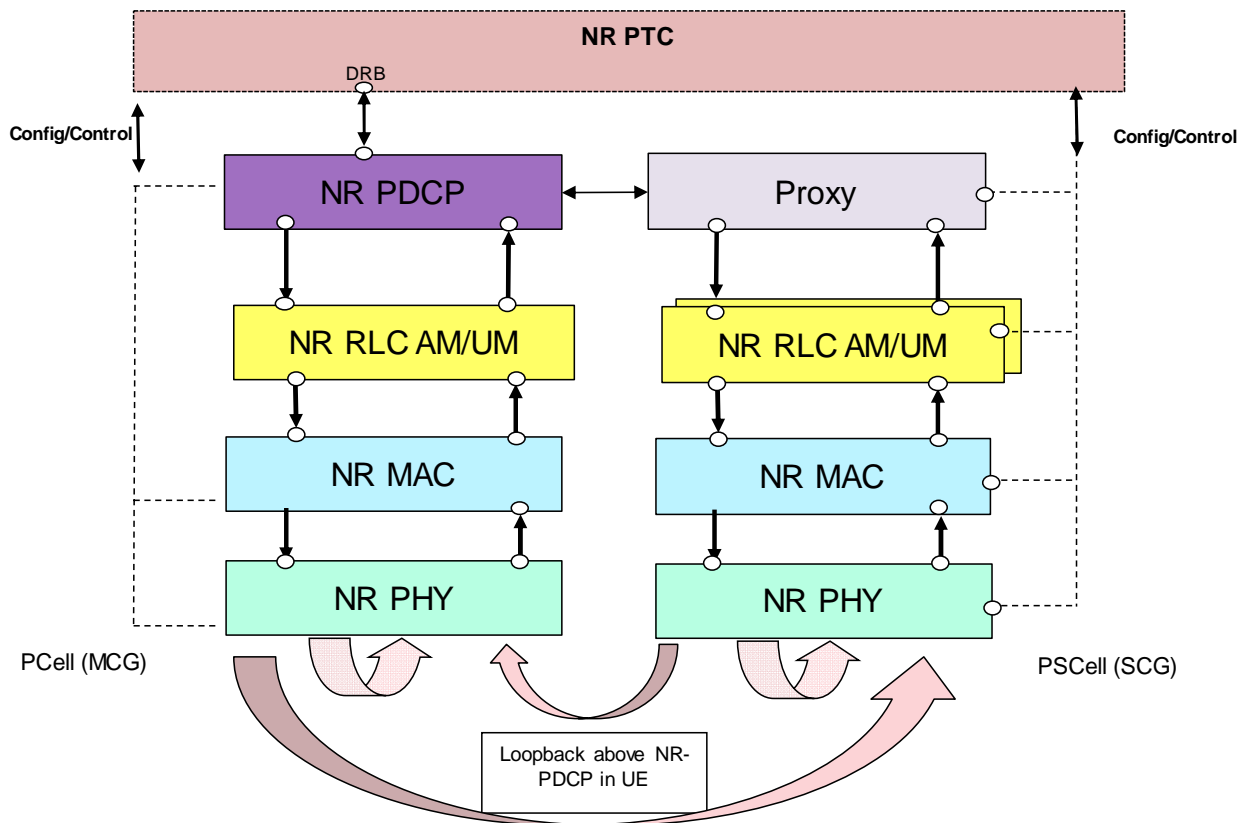 NR PTC
DRB
Config/Control
Config/Control
NR PDCP
Proxy
NR RLC AM/UM
NR RLC AM/UM
NR MAC
NR MAC
NR PHY
NR PHY
PCell (MCG)
PSCell (SCG)
Loopback above NR-
PDCP in UE